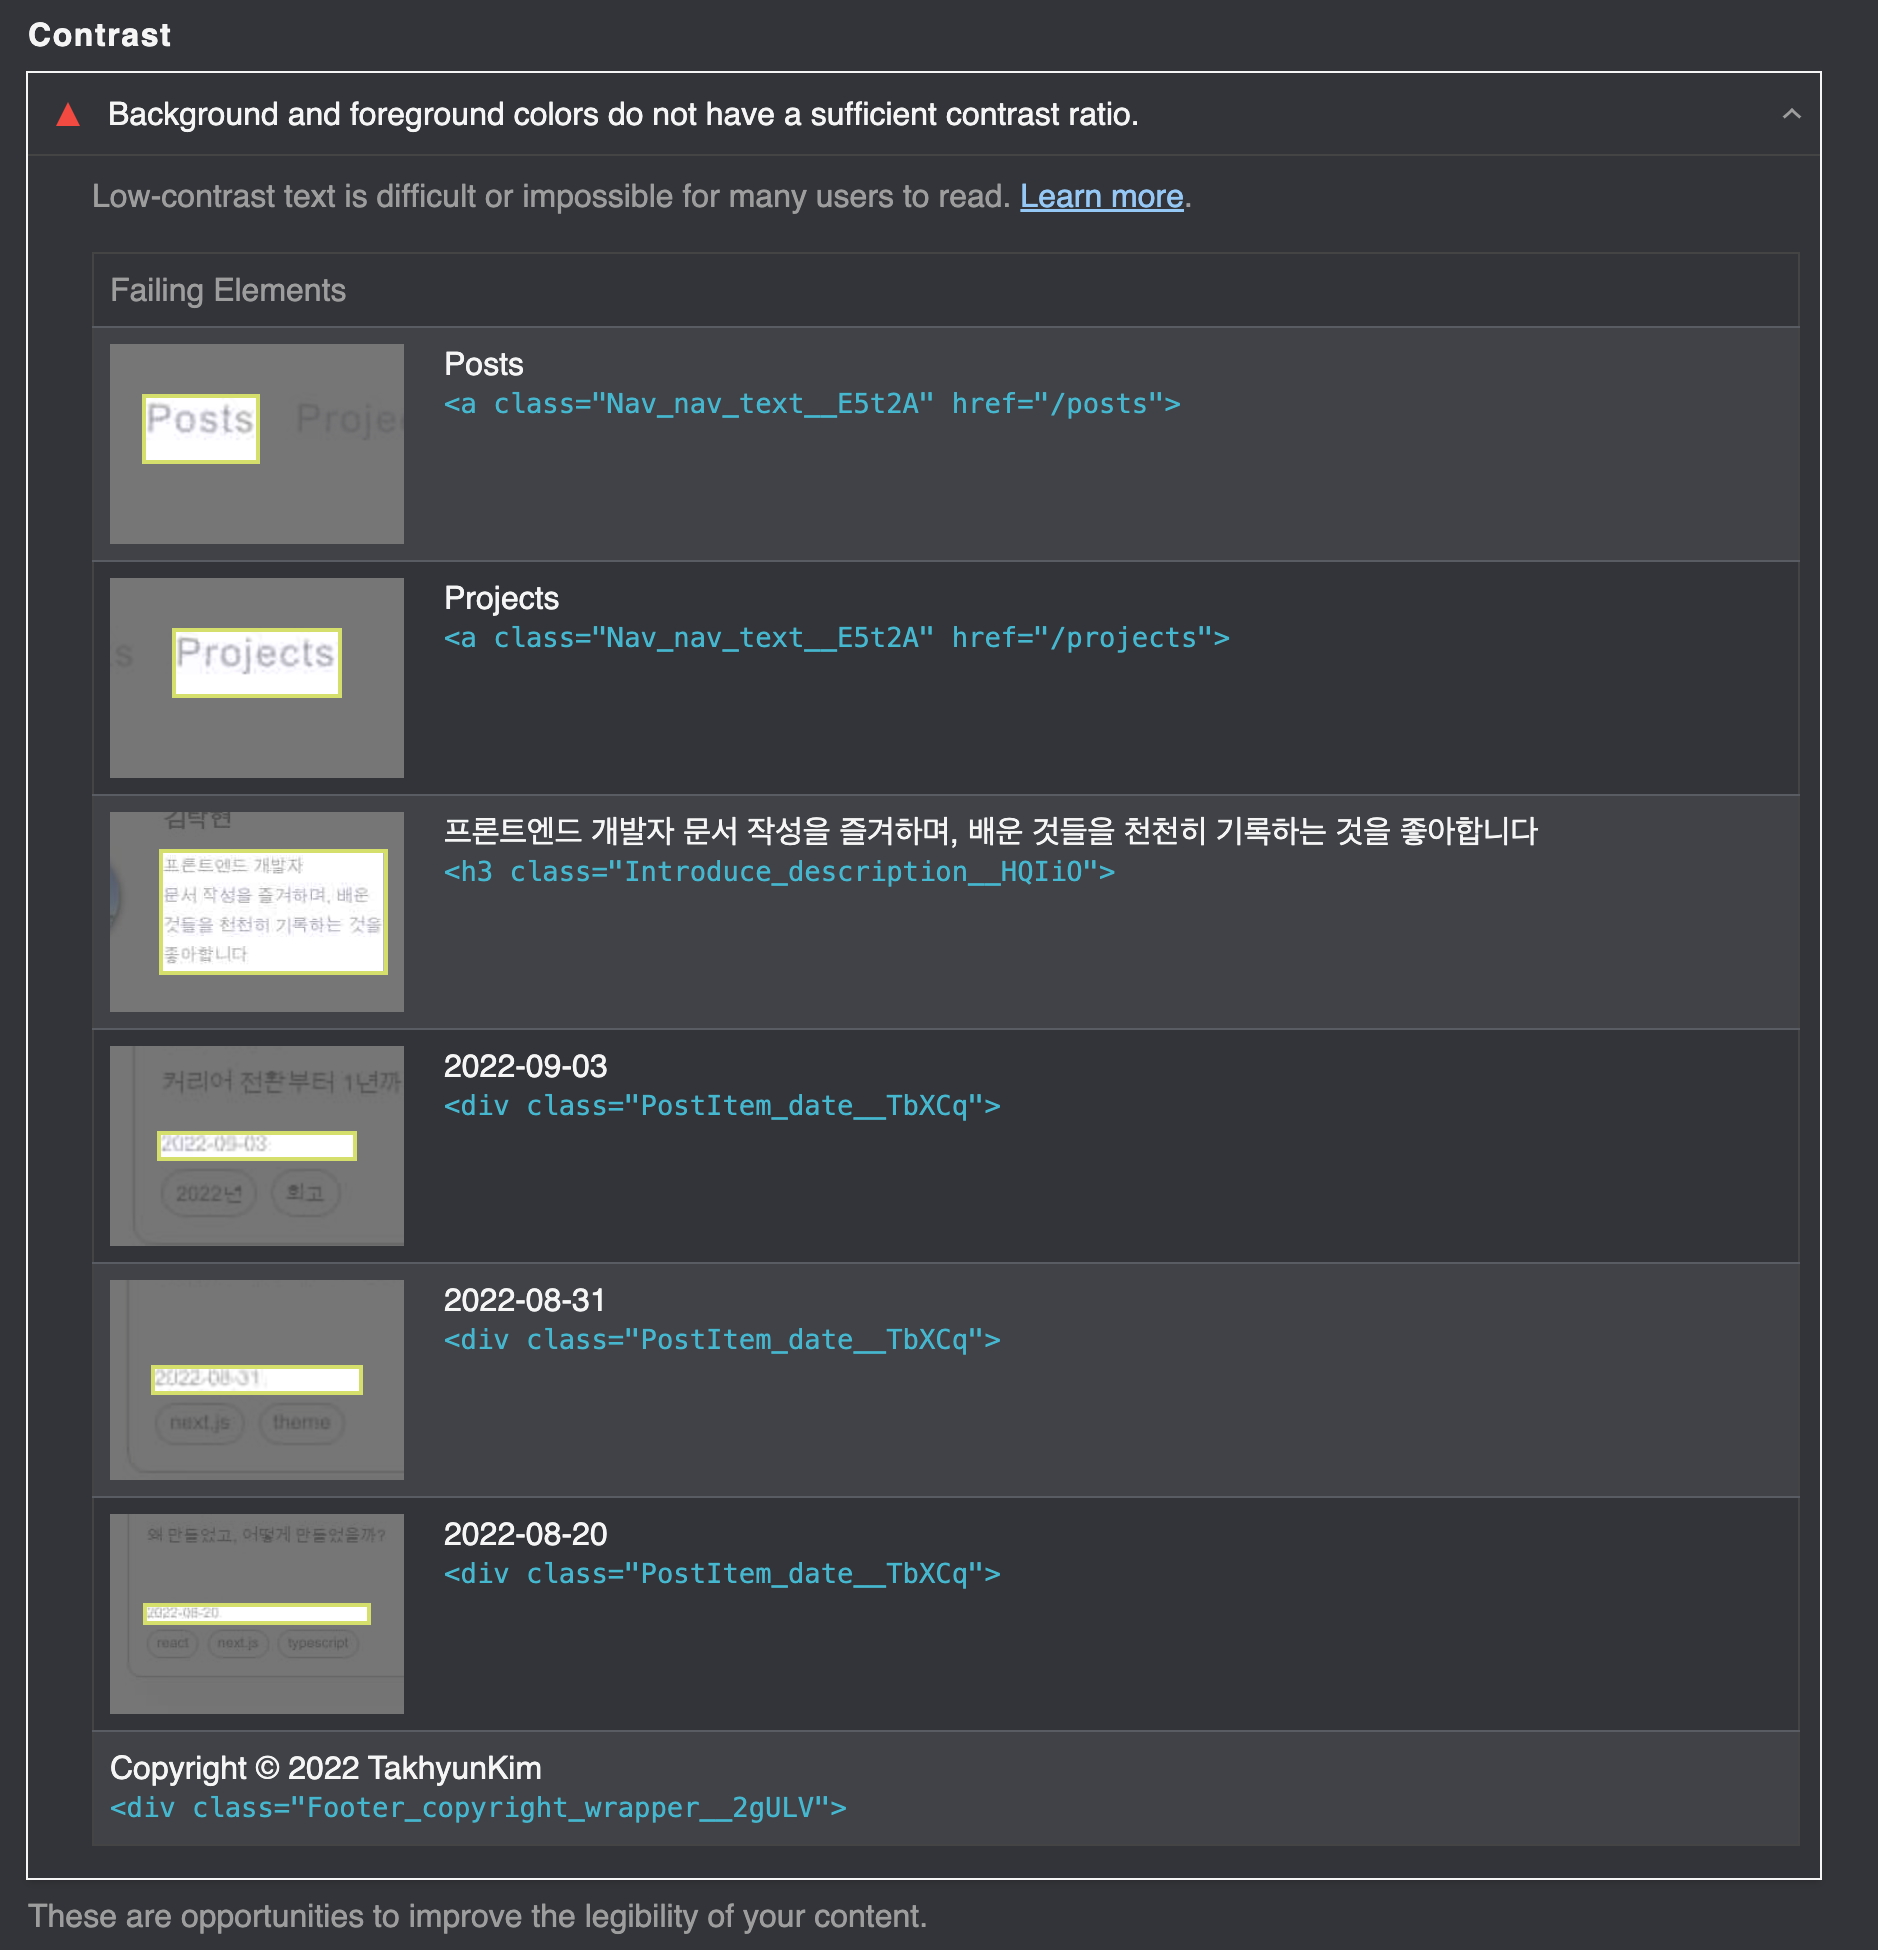 Contrast
Background and foreground colors do not have a sufficient contrast ratio.
Low-contrast text is difficult or impossible for many users to read. Learn more.
Failing Elements
Posts Projec
Posts
<a class="Nav_nav_text__E5t2A" href="/posts">
s Projects
Projects
<a class="Nav_nav_text__E5t2A" href="/projects">
김탁현
프론트엔드 개발자
문서 작성을 즐겨하며, 배운
것들을 천천히 기록하는 것을
좋아합니다
프론트엔드 개발자 문서 작성을 즐겨하며, 배운 것들을 천천히 기록하는 것을 좋아합니다
<h3 class="Introduce_description__HQIiO">
커리어 전환부터 1년까
2022-09-03
2022년 회고
2022-09-03
<div class="PostItem_date__TbXCq">
2022-08-31
next.js theme
2022-08-31
<div class="PostItem_date__TbXCq">
왜 만들었고, 어떻게 만들었을까?
2022-08-20
react next.js typescript
2022-08-20
<div class="PostItem_date__TbXCq">
Copyright © 2022 TakhyunKim
<div class="Footer_copyright_wrapper__2gULV">
These are opportunities to improve the legibility of your content.